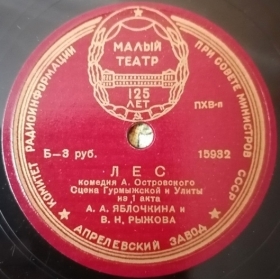 КОМИТЕТ РАДИОИНФОРМАЦИИ ПРИ СОВЕТЕ МИНИСТРОВ СССР
МАЛЫЙ
ТЕАТР
125
ЛЕТ
ПХВ-я
Б–3 руб.
15932
ЛЕС
комедия А. Островского
Сцена Гурмыжской и Улиты
из 1 акта
А. А. ЯБЛОЧКИНА и
В. Н. РЫЖОВА
АПРЕЛЕВСКИЙ ЗАВОД